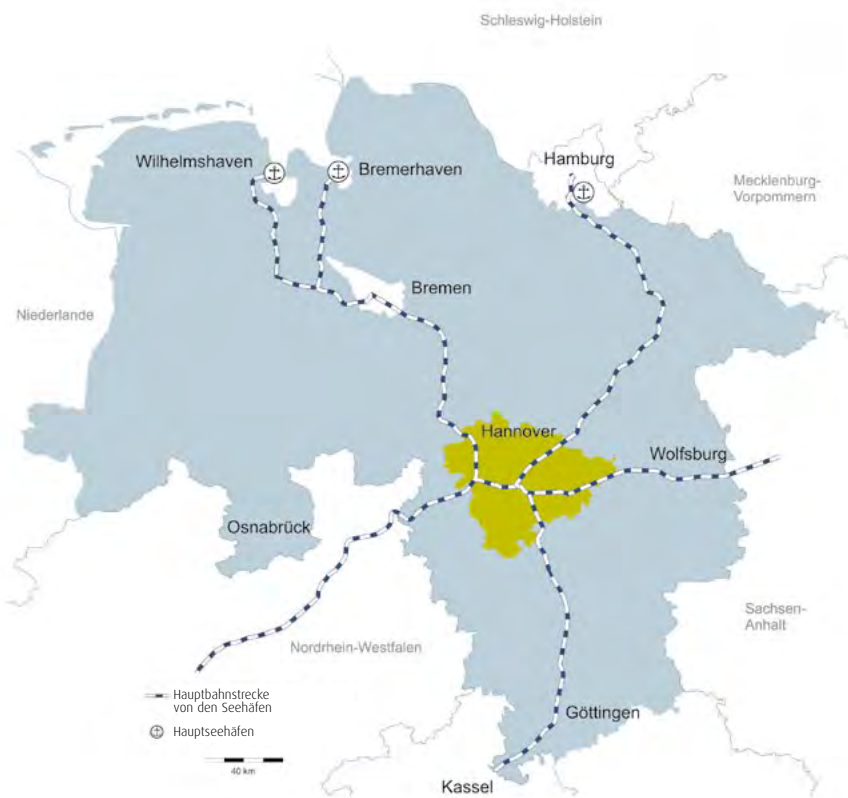 Schleswig-Holstein
Wilhelmshaven
Bremerhaven
Hamburg
Mecklenburg-
Vorpommern
Bremen
Niederlande
Hannover
Wolfsburg
Osnabrück
Sachsen-
Anhalt
Nordrhein-Westfalen
Hauptbahnstrecke
von den Seehäfen
Göttingen
Hauptseehäfen
40 km
Kassel